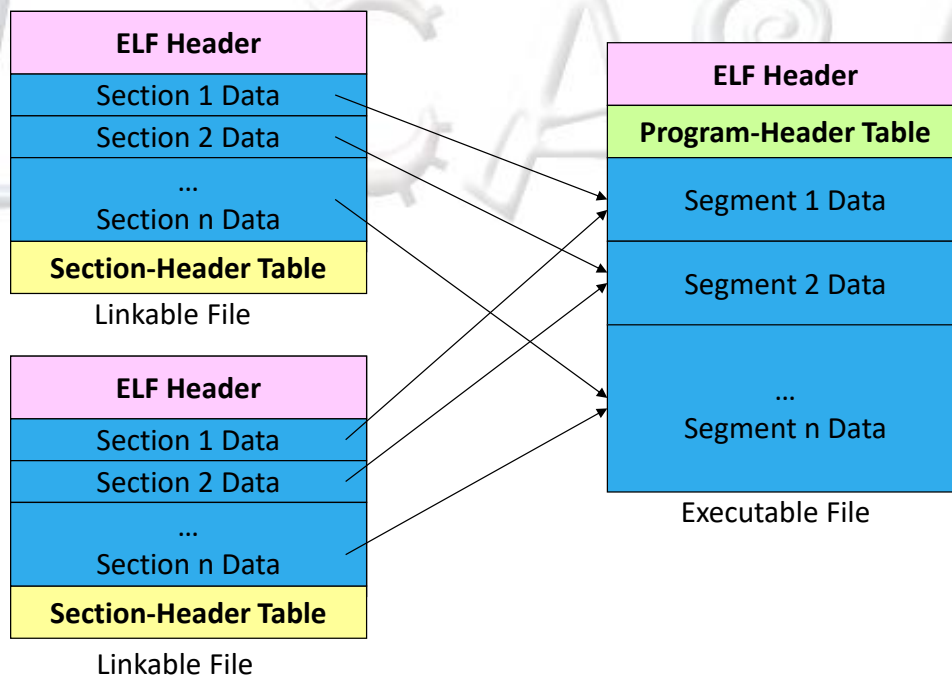 ELF Header
Section 1 Data
Section 2 Data
...
Section n Data
Section-Header Table
Linkable File
ELF Header
Section 1 Data
Section 2 Data
...
Section n Data
Section-Header Table
Linkable File
ELF Header
Program-Header Table
Segment 1 Data
Segment 2 Data
...
Segment n Data
Executable File